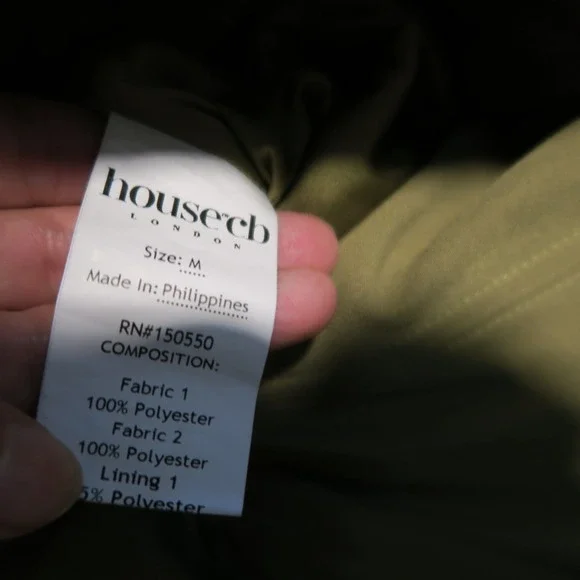 house of cb
LONDON
Size: M
Made In: Philippines
RN#150550
COMPOSITION:
Fabric 1
100% Polyester
Fabric 2
100% Polyester
Lining 1
5% Polyester